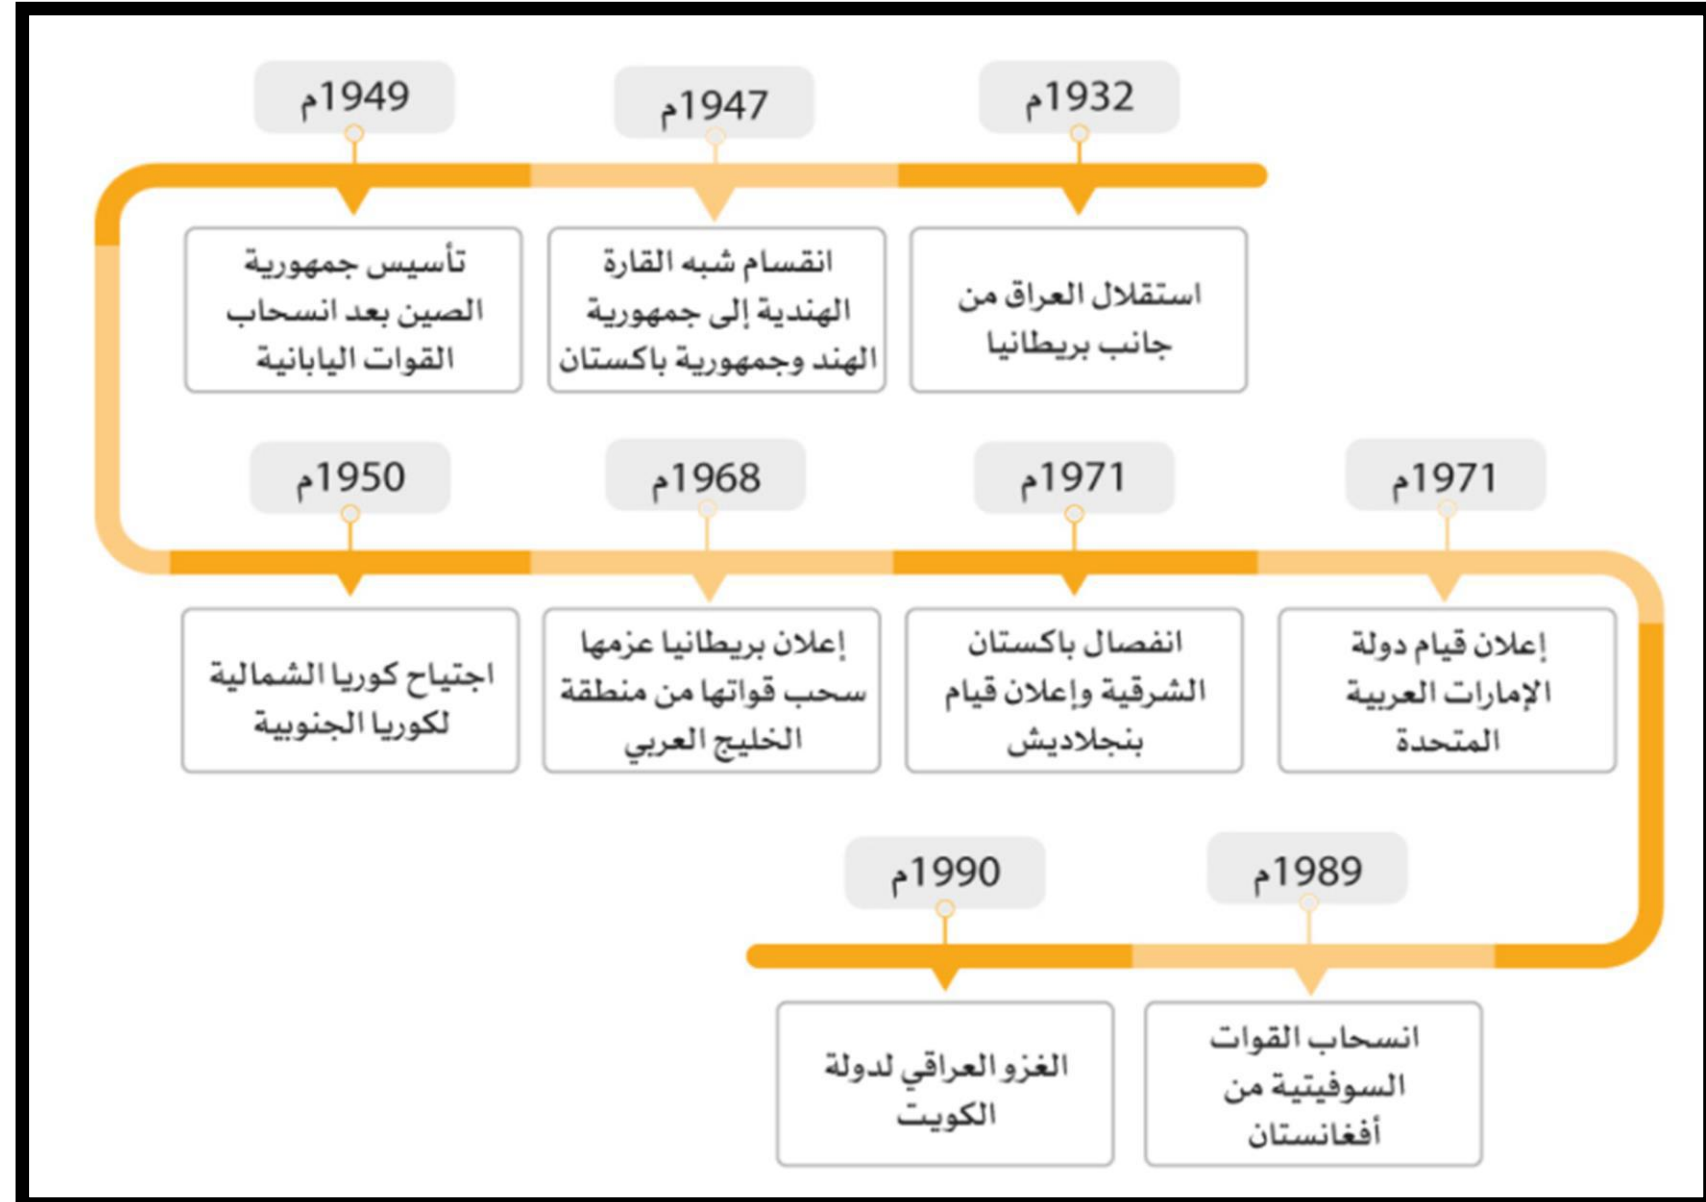 1932م
استقلال العراق من
جانب بريطانيا
1947م
انقسام شبه القارة
الهندية إلى جمهورية
الهند وجمهورية باكستان
1949م
تأسيس جمهورية
الصين بعد انسحاب
القوات اليابانية
1950م
اجتياح كوريا الشمالية
لكوريا الجنوبية
1968م
إعلان بريطانيا عزمها
سحب قواتها من منطقة
الخليج العربي
1971م
انفصال باكستان
الشرقية وإعلان قيام
بنجلاديش
1971م
إعلان قيام دولة
الإمارات العربية
المتحدة
1989م
انسحاب القوات
السوفيتية من
أفغانستان
1990م
الغزو العراقي لدولة
الكويت